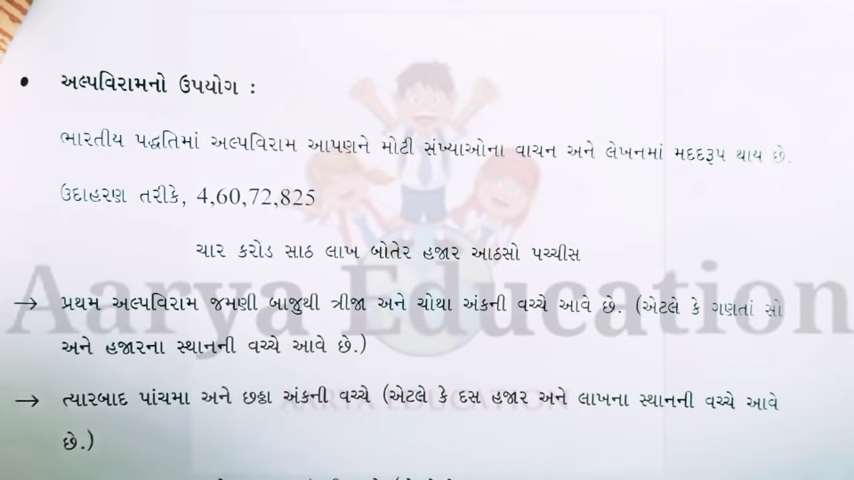 • અલ્પવિરામનો ઉપયોગ :
ભારતીય પદ્ધતિમાં અલ્પવિરામ આપણને મોટી સંખ્યાઓના વાચન અને લેખનમાં મદદરૂપ થાય છે.
ઉદાહરણ તરીકે, 4,60,72,825
ચાર કરોડ સાઠ લાખ બોતેર હજાર આઠસો પચ્ચીસ
→ પ્રથમ અલ્પવિરામ જમણી બાજુથી ત્રીજા અને ચોથા અંકની વચ્ચે આવે છે. (એટલે કે ગણતાં સો
અને હજારના સ્થાનની વચ્ચે આવે છે.)
→ ત્યારબાદ પાંચમા અને છઠ્ઠા અંકની વચ્ચે (એટલે કે દસ હજાર અને લાખના સ્થાનની વચ્ચે આવે
છે.)
Aarya Education
AARYA EDUCATION